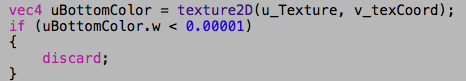 vec4 uBottomColor = texture2D(u_Texture, v_texCoord);
if (uBottomColor.w < 0.00001)
{
    discard;
}